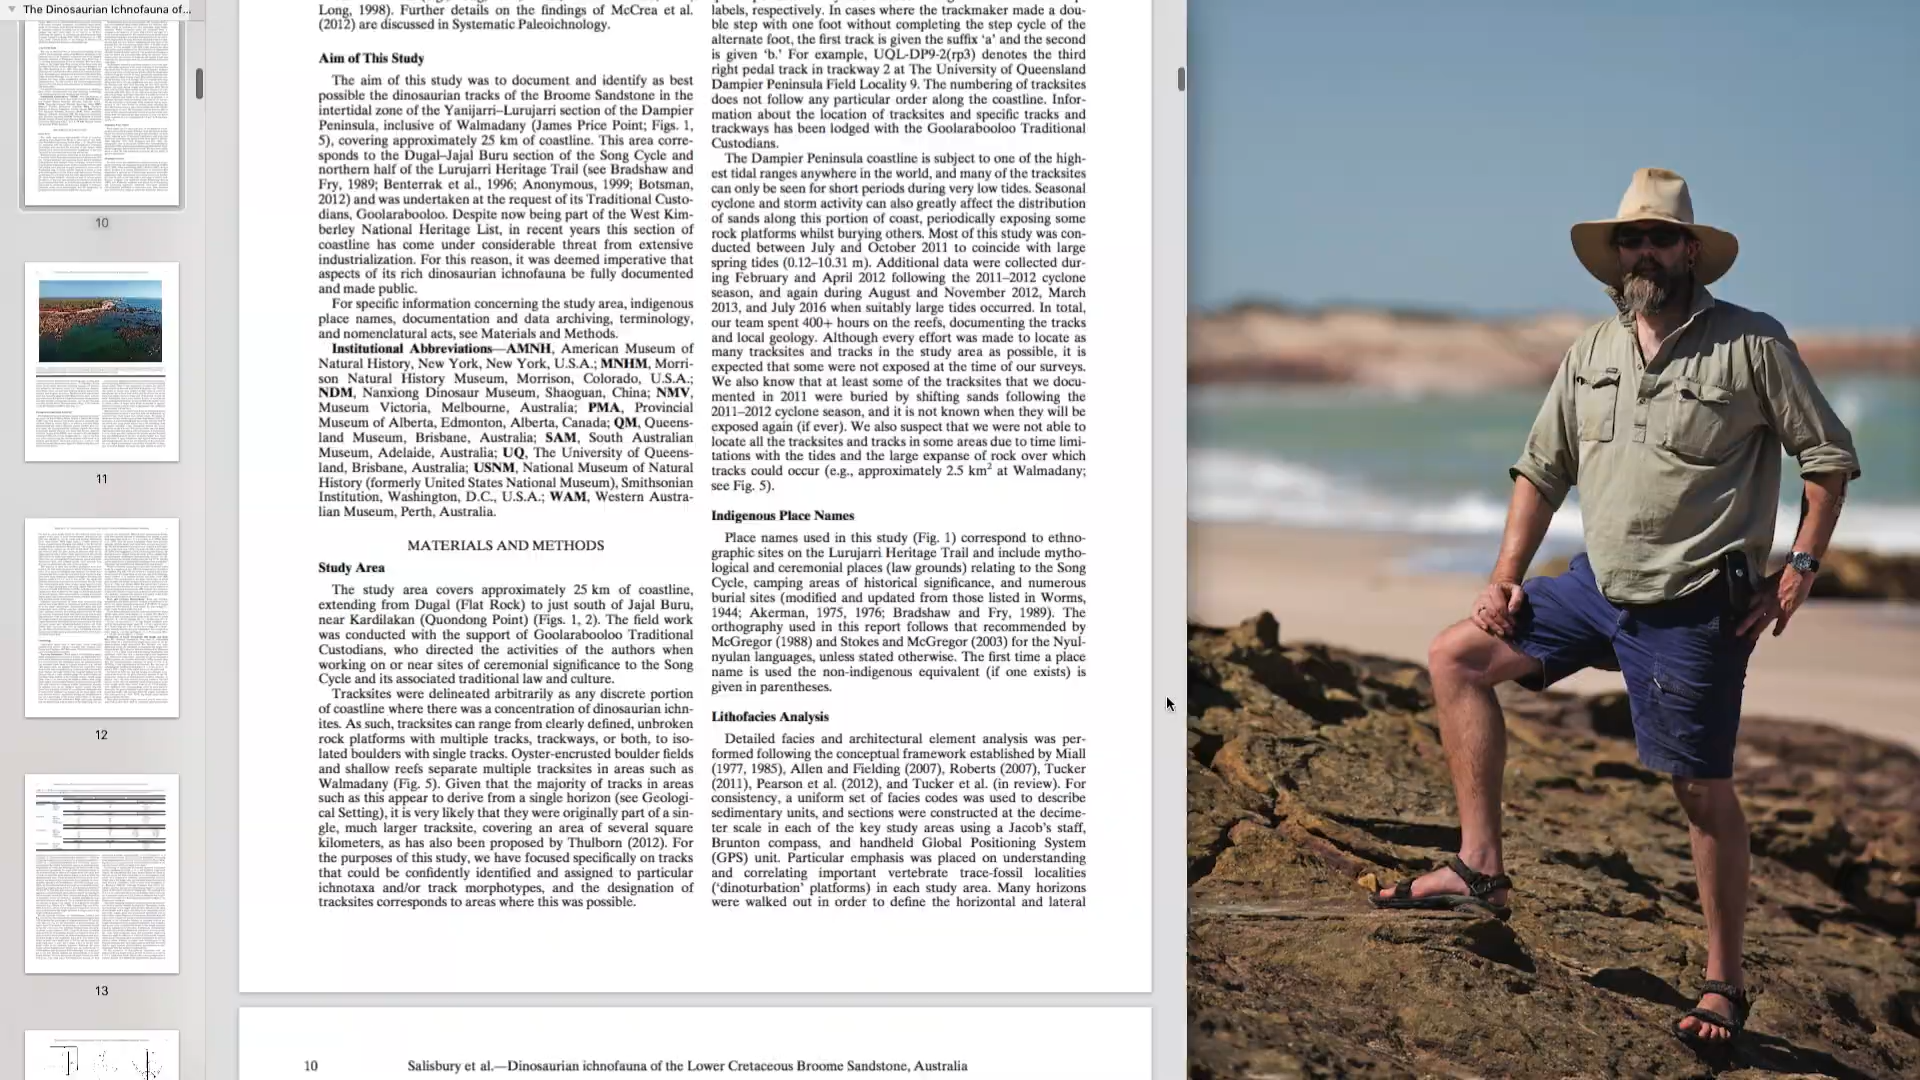 The Dinosaurian Ichnofauna of...
10
11
12
13
Long, 1998). Further details on the findings of McCrea et al.
(2012) are discussed in Systematic Paleoichnology.
Aim of This Study
The aim of this study was to document and identify as best
possible the dinosaurian tracks of the Broome Sandstone in the
intertidal zone of the Yanijarri–Lurujarri section of the Dampier
Peninsula, inclusive of Walmadany (James Price Point; Figs. 1,
5), covering approximately 25 km of coastline. This area corre-
sponds to the Dugal–Jajal Buru section of the Song Cycle and
northern half of the Lurujarri Heritage Trail (see Bradshaw and
Fry, 1989; Benterrak et al., 1996; Anonymous, 1999; Botsman,
2012) and was undertaken at the request of its Traditional Custo-
dians, Goolarabooloo. Despite now being part of the West Kim-
berley National Heritage List, in recent years this section of
coastline has come under considerable threat from extensive
industrialization. For this reason, it was deemed imperative that
aspects of its rich dinosaurian ichnofauna be fully documented
and made public.
For specific information concerning the study area, indigenous
place names, documentation and data archiving, terminology,
and nomenclatural acts, see Materials and Methods.
Institutional Abbreviations—AMNH, American Museum of
Natural History, New York, New York, U.S.A.; MNHM, Morri-
son Natural History Museum, Morrison, Colorado, U.S.A.;
NDM, Nanxiong Dinosaur Museum, Shaoguan, China; NMV,
Museum Victoria, Melbourne, Australia; PMA, Provincial
Museum of Alberta, Edmonton, Alberta, Canada; QM, Queens-
land Museum, Brisbane, Australia; SAM, South Australian
Museum, Adelaide, Australia; UQ, The University of Queens-
land, Brisbane, Australia; USNM, National Museum of Natural
History (formerly United States National Museum), Smithsonian
Institution, Washington, D.C., U.S.A.; WAM, Western Austra-
lian Museum, Perth, Australia.
MATERIALS AND METHODS
Study Area
The study area covers approximately 25 km of coastline,
extending from Dugal (Flat Rock) to just south of Jajal Buru,
near Kardilakan (Quondong Point) (Figs. 1, 2). The field work
was conducted with the support of Goolarabooloo Traditional
Custodians, who directed the activities of the authors when
working on or near sites of ceremonial significance to the Song
Cycle and its associated traditional law and culture.
Tracksites were delineated arbitrarily as any discrete portion
of coastline where there was a concentration of dinosaurian ichn-
ites. As such, tracksites can range from clearly defined, unbroken
rock platforms with multiple tracks, trackways, or both, to iso-
lated boulders with single tracks. Oyster-encrusted boulder fields
and shallow reefs separate multiple tracksites in areas such as
Walmadany (Fig. 5). Given that the majority of tracks in areas
such as this appear to derive from a single horizon (see Geologi-
cal Setting), it is very likely that they were originally part of a sin-
gle, much larger tracksite, covering an area of several square
kilometers, as has also been proposed by Thulborn (2012). For
the purposes of this study, we have focused specifically on tracks
that could be confidently identified and assigned to particular
ichnotaxa and/or track morphotypes, and the designation of
tracksites corresponds to areas where this was possible.
labels, respectively. In cases where the trackmaker made a dou-
ble step with one foot without completing the step cycle of the
alternate foot, the first track is given the suffix ‘a’ and the second
is given ‘b.’ For example, UQL-DP9-2(rp3) denotes the third
right pedal track in trackway 2 at The University of Queensland
Dampier Peninsula Field Locality 9. The numbering of tracksites
does not follow any particular order along the coastline. Infor-
mation about the location of tracksites and specific tracks and
trackways has been lodged with the Goolarabooloo Traditional
Custodians.
The Dampier Peninsula coastline is subject to one of the high-
est tidal ranges anywhere in the world, and many of the tracksites
can only be seen for short periods during very low tides. Seasonal
cyclone and storm activity can also greatly affect the distribution
of sands along this portion of coast, periodically exposing some
rock platforms whilst burying others. Most of this study was con-
ducted between July and October 2011 to coincide with large
spring tides (0.12–10.31 m). Additional data were collected dur-
ing February and April 2012 following the 2011–2012 cyclone
season, and again during August and November 2012, March
2013, and July 2016 when suitably large tides occurred. In total,
our team spent 400+ hours on the reefs, documenting the tracks
and local geology. Although every effort was made to locate as
many tracksites and tracks in the study area as possible, it is
expected that some were not exposed at the time of our surveys.
We also know that at least some of the tracksites that we docu-
mented in 2011 were buried by shifting sands following the
2011–2012 cyclone season, and it is not known when they will be
exposed again (if ever). We also suspect that we were not able to
locate all the tracksites and tracks in some areas due to time limi-
tations with the tides and the large expanse of rock over which
tracks could occur (e.g., approximately 2.5 km² at Walmadany;
see Fig. 5).
Indigenous Place Names
Place names used in this study (Fig. 1) correspond to ethno-
graphic sites on the Lurujarri Heritage Trail and include mytho-
logical and ceremonial places (law grounds) relating to the Song
Cycle, camping areas of historical significance, and numerous
burial sites (modified and updated from those listed in Worms,
1944; Akerman, 1975, 1976; Bradshaw and Fry, 1989). The
orthography used in this report follows that recommended by
McGregor (1988) and Stokes and McGregor (2003) for the Nyul-
nyulan languages, unless stated otherwise. The first time a place
name is used the non-indigenous equivalent (if one exists) is
given in parentheses.
Lithofacies Analysis
Detailed facies and architectural element analysis was per-
formed following the conceptual framework established by Miall
(1977, 1985), Allen and Fielding (2007), Roberts (2007), Tucker
(2011), Pearson et al. (2012), and Tucker et al. (in review). For
consistency, a uniform set of facies codes was used to describe
sedimentary units, and sections were constructed at the decime-
ter scale in each of the key study areas using a Jacob’s staff,
Brunton compass, and handheld Global Positioning System
(GPS) unit. Particular emphasis was placed on understanding
and correlating important vertebrate trace-fossil localities
(‘dinoturbation’ platforms) in each study area. Many horizons
were walked out in order to define the horizontal and lateral
10 Salisbury et al.—Dinosaurian ichnofauna of the Lower Cretaceous Broome Sandstone, Australia